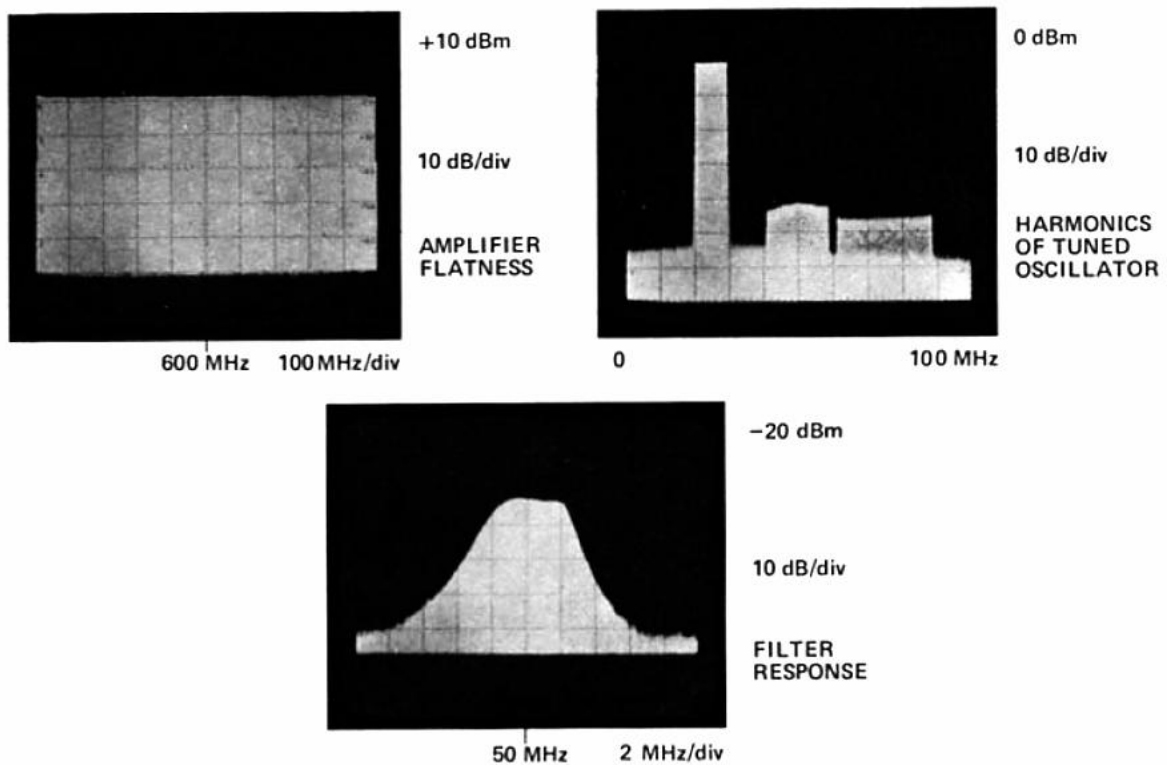 +10 dBm
10 dB/div
AMPLIFIER
FLATNESS
600 MHz 100 MHz/div
0 dBm
10 dB/div
HARMONICS
OF TUNED
OSCILLATOR
0 100 MHz
−20 dBm
10 dB/div
FILTER
RESPONSE
50 MHz 2 MHz/div